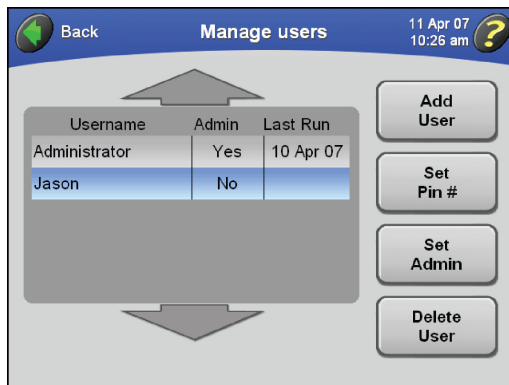 Back
Manage users
11 Apr 07
10:26 am
?
Username Admin Last Run
Administrator Yes 10 Apr 07
Jason No
Add
User
Set
Pin #
Set
Admin
Delete
User